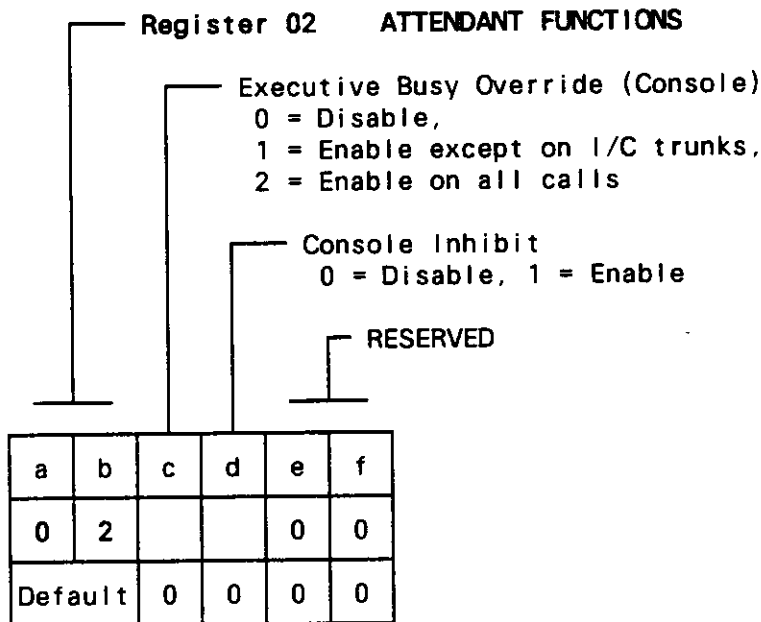 Register 02 ATTENDANT FUNCTIONS
Executive Busy Override (Console)
0 = Disable,
1 = Enable except on I/C trunks,
2 = Enable on all calls
Console Inhibit
0 = Disable, 1 = Enable
RESERVED
a b c d e f
0 2 0 0
Default 0 0 0 0